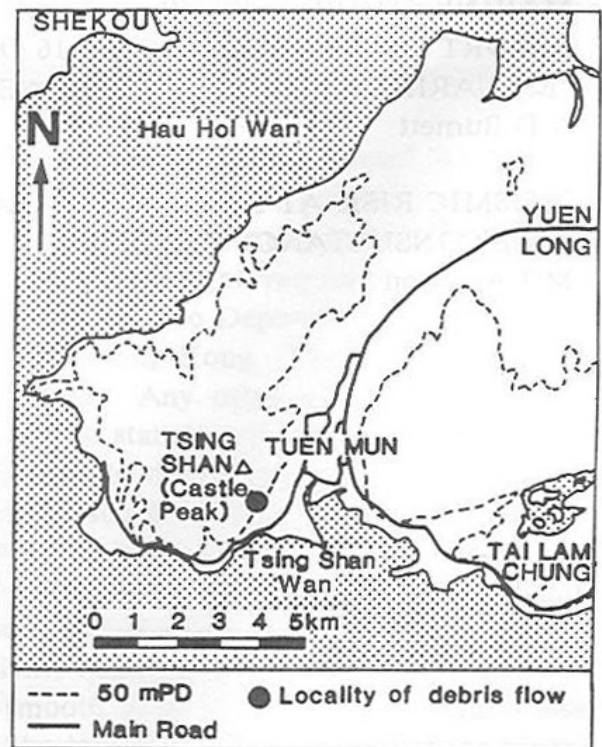 SHEKOU
Hau Hoi Wan
N
YUEN
LONG
TSING
SHAN△
(Castle
Peak)
TUEN MUN
Tsing Shan
Wan
TAI LAM
CHUNG
0 1 2 3 4 5km
50 mPD
Locality of debris flow
Main Road